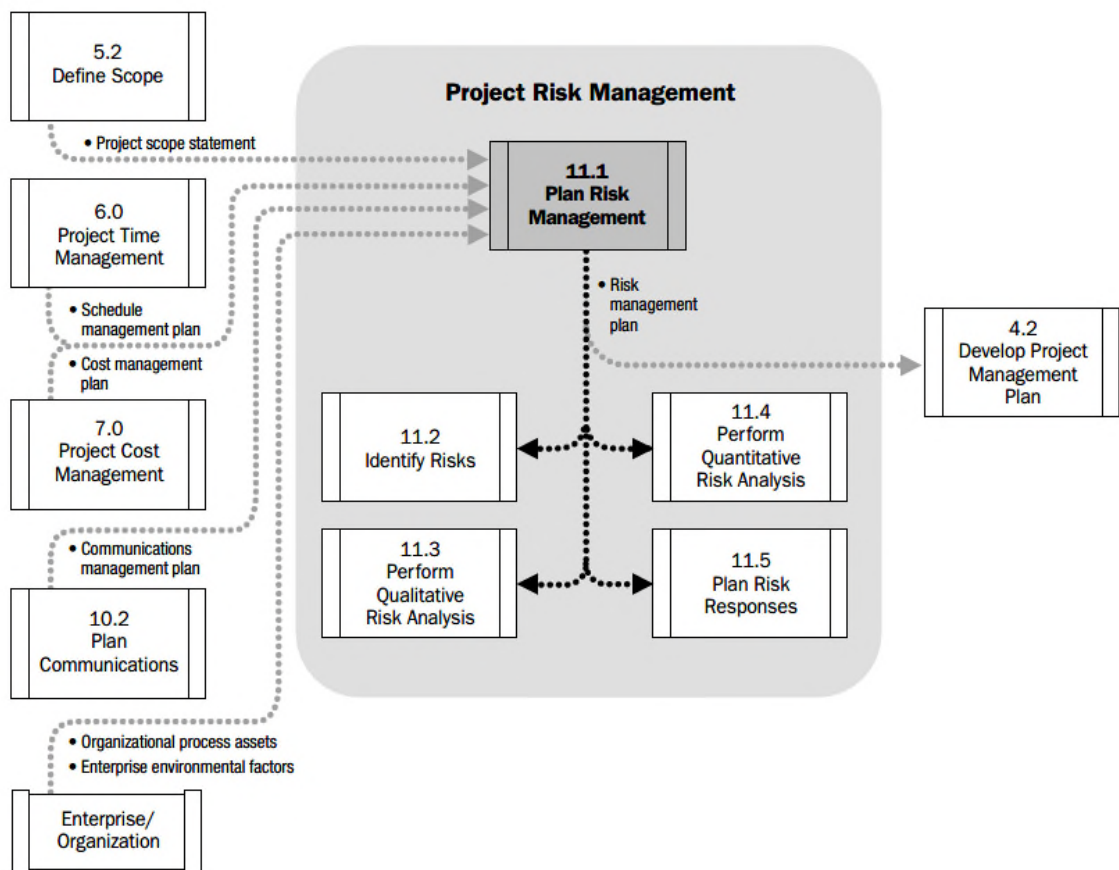 5.2
Define Scope
Project Risk Management
• Project scope statement
11.1
Plan Risk
Management
6.0
Project Time
Management
• Risk
management
plan
• Schedule
management plan
4.2
Develop Project
Management
Plan
• Cost management
plan
7.0
Project Cost
Management
11.2
Identify Risks
11.4
Perform
Quantitative
Risk Analysis
• Communications
management plan
11.3
Perform
Qualitative
Risk Analysis
11.5
Plan Risk
Responses
10.2
Plan
Communications
• Organizational process assets
• Enterprise environmental factors
Enterprise/
Organization